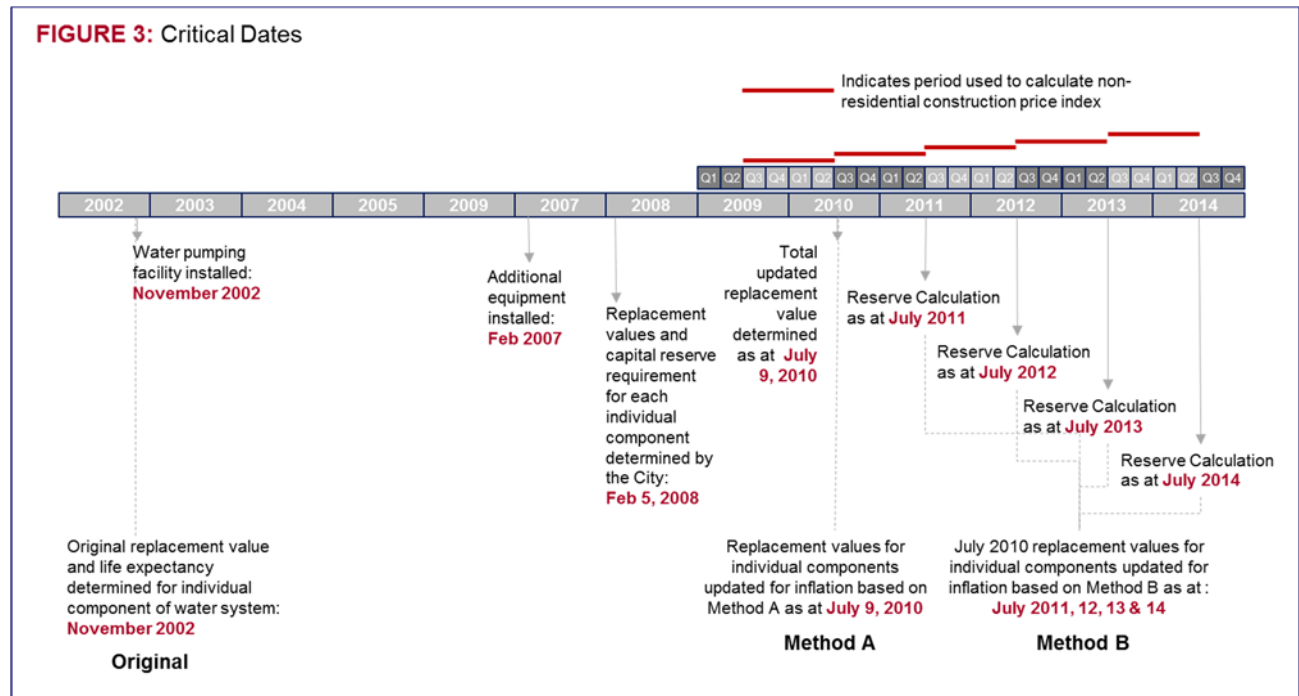 FIGURE 3: Critical Dates
Indicates period used to calculate non-
residential construction price index
Q1 Q2 Q3 Q4 Q1 Q2 Q3 Q4 Q1 Q2 Q3 Q4 Q1 Q2 Q3 Q4 Q1 Q2 Q3 Q4 Q1 Q2 Q3 Q4
2002 2003 2004 2005 2009 2007 2008 2009 2010 2011 2012 2013 2014
Water pumping
facility installed:
November 2002
Additional
equipment
installed:
Feb 2007
Replacement
values and
capital reserve
requirement
for each
individual
component
determined by
the City:
Feb 5, 2008
Total
updated
replacement
value
determined
as at July
9, 2010
Reserve Calculation
as at July 2011
Reserve Calculation
as at July 2012
Reserve Calculation
as at July 2013
Reserve Calculation
as at July 2014
Original replacement value
and life expectancy
determined for individual
component of water system:
November 2002
Original
Replacement values for
individual components
updated for inflation based on
Method A as at July 9, 2010
Method A
July 2010 replacement values for
individual components updated for
inflation based on Method B as at :
July 2011, 12, 13 & 14
Method B